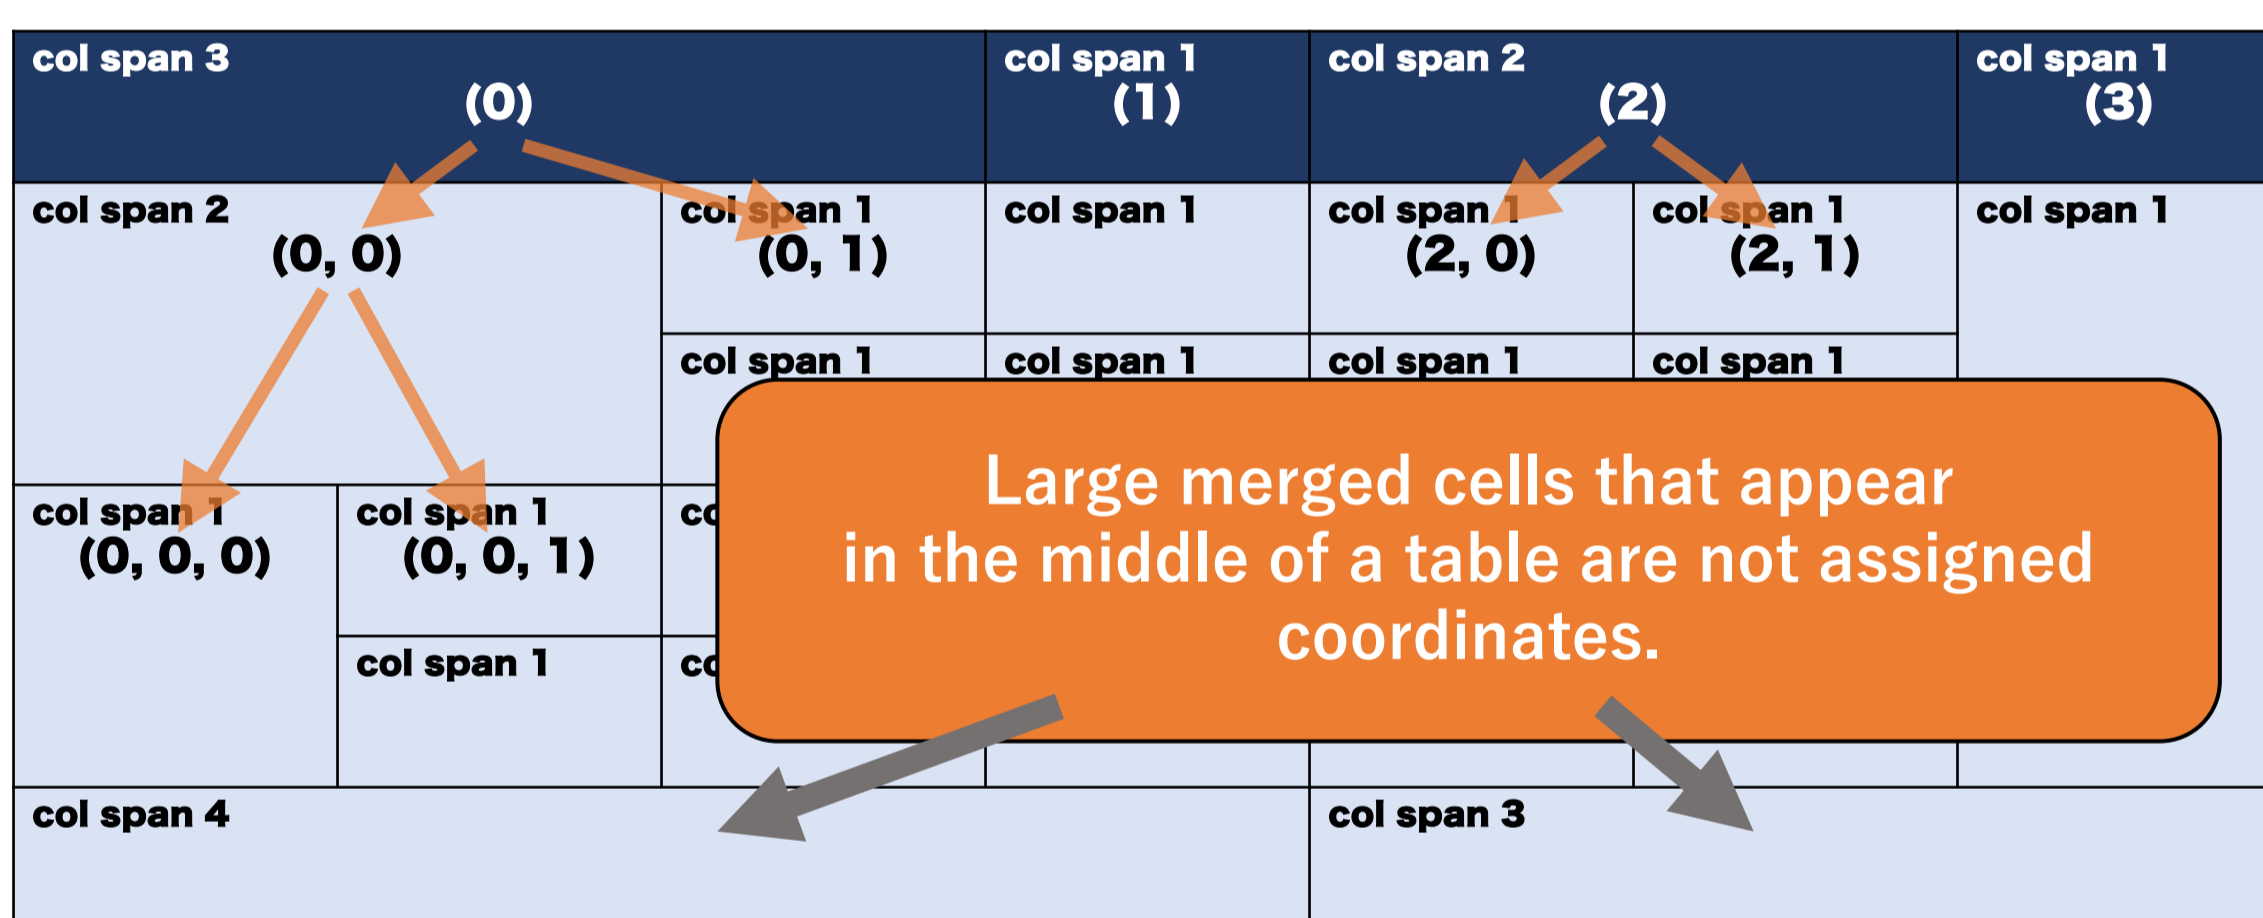 col span 3
(0)
col span 1
(1)
col span 2
(2)
col span 1
(3)
col span 2
(0, 0)
col span 1
(0, 1)
col span 1
col span 1
(2, 0)
col span 1
(2, 1)
col span 1
col span 1
col span 1
col span 1
col span 1
col span 1
(0, 0, 0)
col span 1
(0, 0, 1)
Large merged cells that appear
in the middle of a table are not assigned
coordinates.
col span 1
col span 4
col span 3